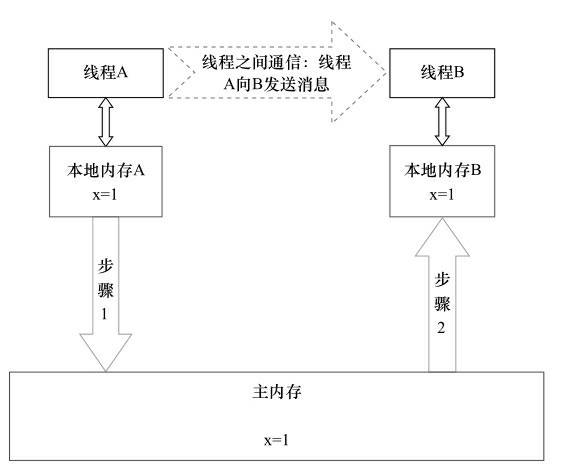 线程A
线程之间通信：线程
A向B发送消息
线程B
本地内存A
x=1
本地内存B
x=1
步
骤
1
步
骤
2
主内存
x=1